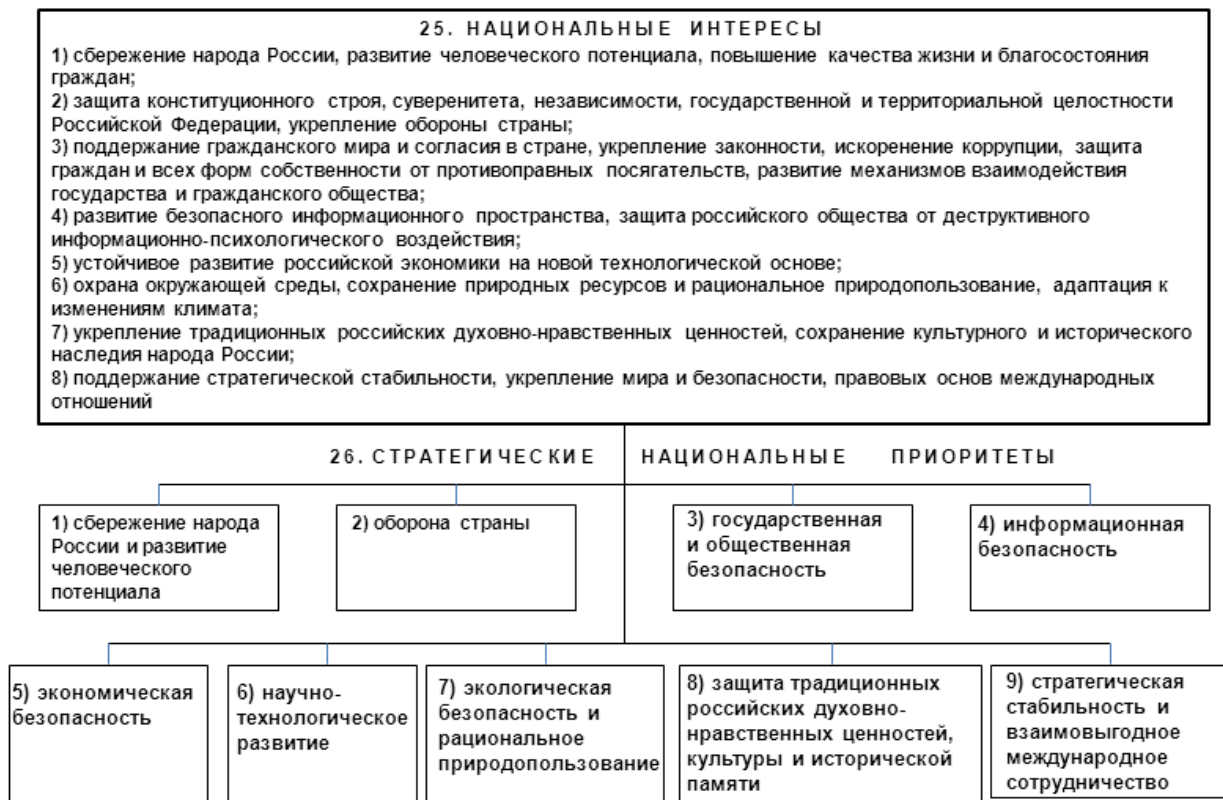 25. НАЦИОНАЛЬНЫЕ ИНТЕРЕСЫ
1) сбережение народа России, развитие человеческого потенциала, повышение качества жизни и благосостояния
граждан;
2) защита конституционного строя, суверенитета, независимости, государственной и территориальной целостности
Российской Федерации, укрепление обороны страны;
3) поддержание гражданского мира и согласия в стране, укрепление законности, искоренение коррупции, защита
граждан и всех форм собственности от противоправных посягательств, развитие механизмов взаимодействия
государства и гражданского общества;
4) развитие безопасного информационного пространства, защита российского общества от деструктивного
информационно-психологического воздействия;
5) устойчивое развитие российской экономики на новой технологической основе;
6) охрана окружающей среды, сохранение природных ресурсов и рациональное природопользование, адаптация к
изменениям климата;
7) укрепление традиционных российских духовно-нравственных ценностей, сохранение культурного и исторического
наследия народа России;
8) поддержание стратегической стабильности, укрепление мира и безопасности, правовых основ международных
отношений
26. СТРАТЕГИЧЕСКИЕ НАЦИОНАЛЬНЫЕ ПРИОРИТЕТЫ
1) сбережение народа
России и развитие
человеческого
потенциала
2) оборона страны
3) государственная
и общественная
безопасность
4) информационная
безопасность
5) экономическая
безопасность
6) научно-
технологическое
развитие
7) экологическая
безопасность и
рациональное
природопользование
8) защита традиционных
российских духовно-
нравственных ценностей,
культуры и исторической
памяти
9) стратегическая
стабильность и
взаимовыгодное
международное
сотрудничество